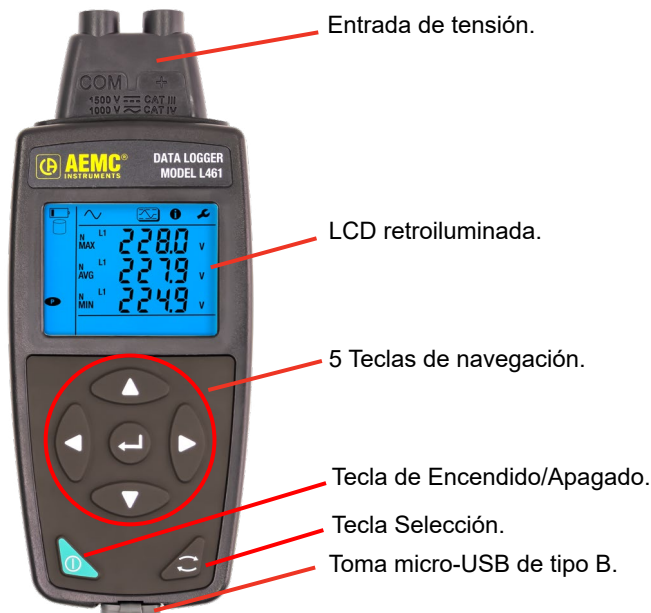 Entrada de tensión.
COM +
1500 V CAT III
1000 V CAT IV
AEMC®
INSTRUMENTS
DATA LOGGER
MODEL L461
N MAX L1 228.0 V
N AVG L1 227.9 V
N MIN L1 224.9 V
P
LCD retroiluminada.
5 Teclas de navegación.
Tecla de Encendido/Apagado.
Tecla Selección.
Toma micro-USB de tipo B.